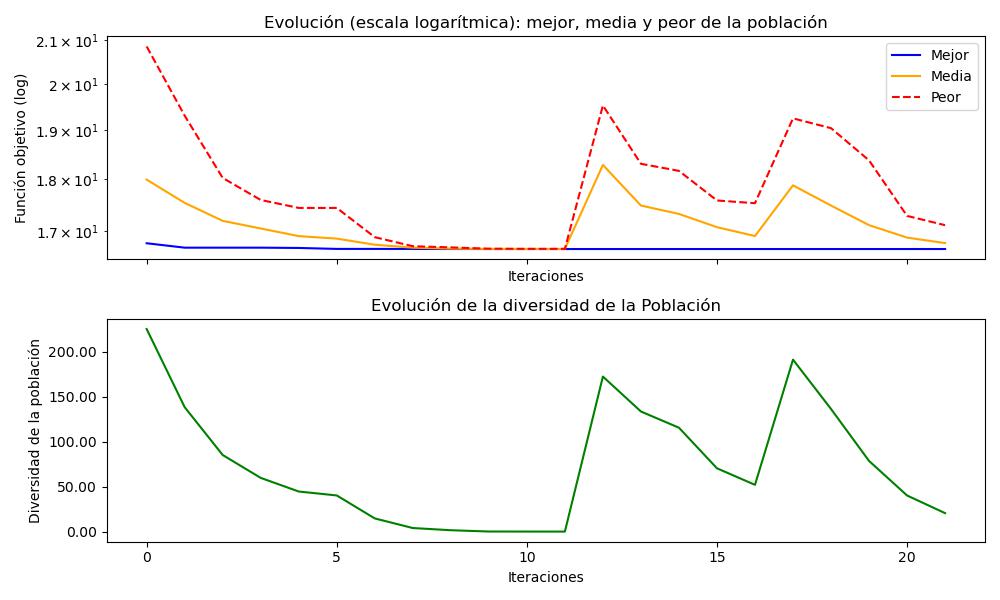 Evolución (escala logarítmica): mejor, media y peor de la población
Función objetivo (log)
2.1 × 10¹
2 × 10¹
1.9 × 10¹
1.8 × 10¹
1.7 × 10¹
Mejor
Media
Peor
Iteraciones
Evolución de la diversidad de la Población
Diversidad de la población
200.00
150.00
100.00
50.00
0.00
0 5 10 15 20
Iteraciones